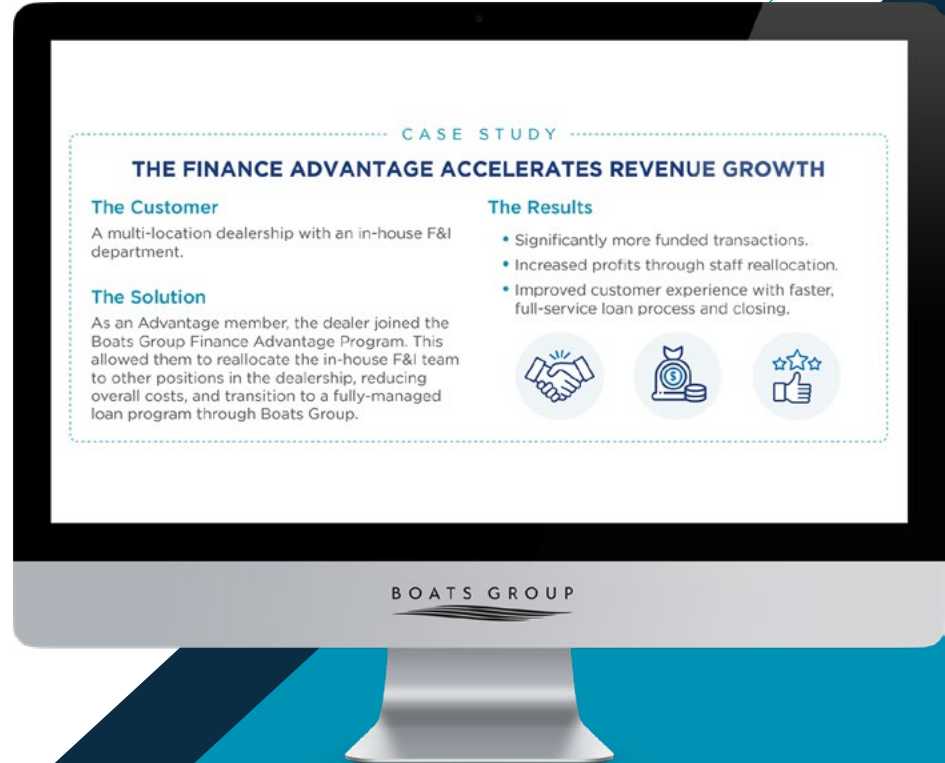 CASE STUDY
THE FINANCE ADVANTAGE ACCELERATES REVENUE GROWTH
The Customer
A multi-location dealership with an in-house F&I
department.
The Solution
As an Advantage member, the dealer joined the
Boats Group Finance Advantage Program. This
allowed them to reallocate the in-house F&I team
to other positions in the dealership, reducing
overall costs, and transition to a fully-managed
loan program through Boats Group.
The Results
• Significantly more funded transactions.
• Increased profits through staff reallocation.
• Improved customer experience with faster,
full-service loan process and closing.
$
BOATS GROUP